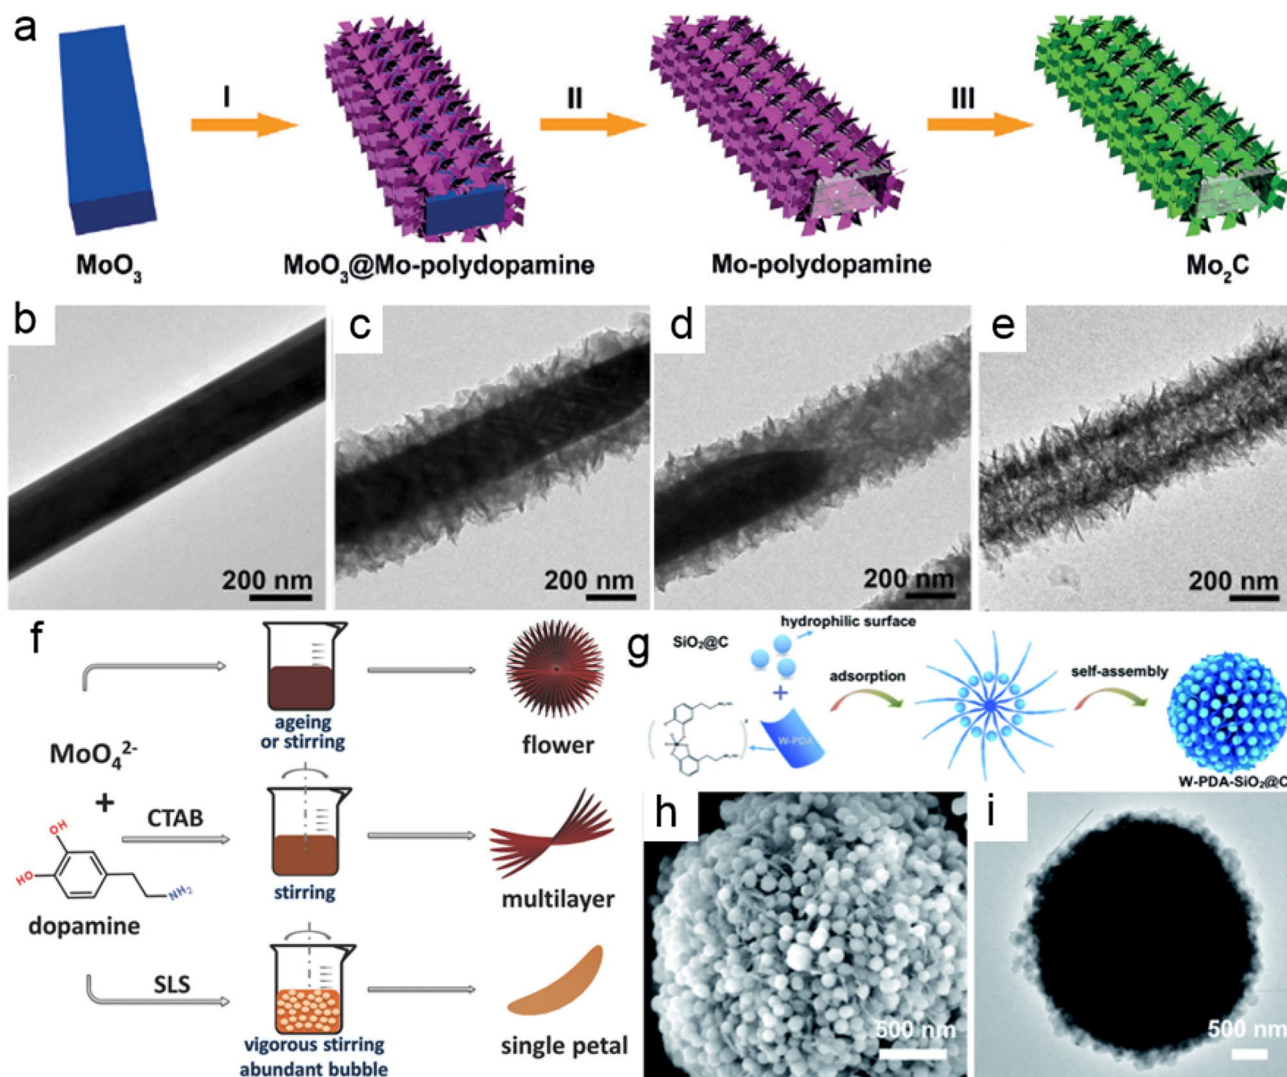 a
I
II
III
MoO₃
MoO₃@Mo-polydopamine
Mo-polydopamine
Mo₂C
b
200 nm
c
200 nm
d
200 nm
e
200 nm
f
MoO₄²⁻
+
OH
HO
NH₂
dopamine
CTAB
SLS
ageing
or stirring
stirring
vigorous stirring
abundant bubble
flower
multilayer
single petal
g
SiO₂@C
hydrophilic surface
+
W-PDA
adsorption
self-assembly
W-PDA-SiO₂@C
h
500 nm
i
500 nm